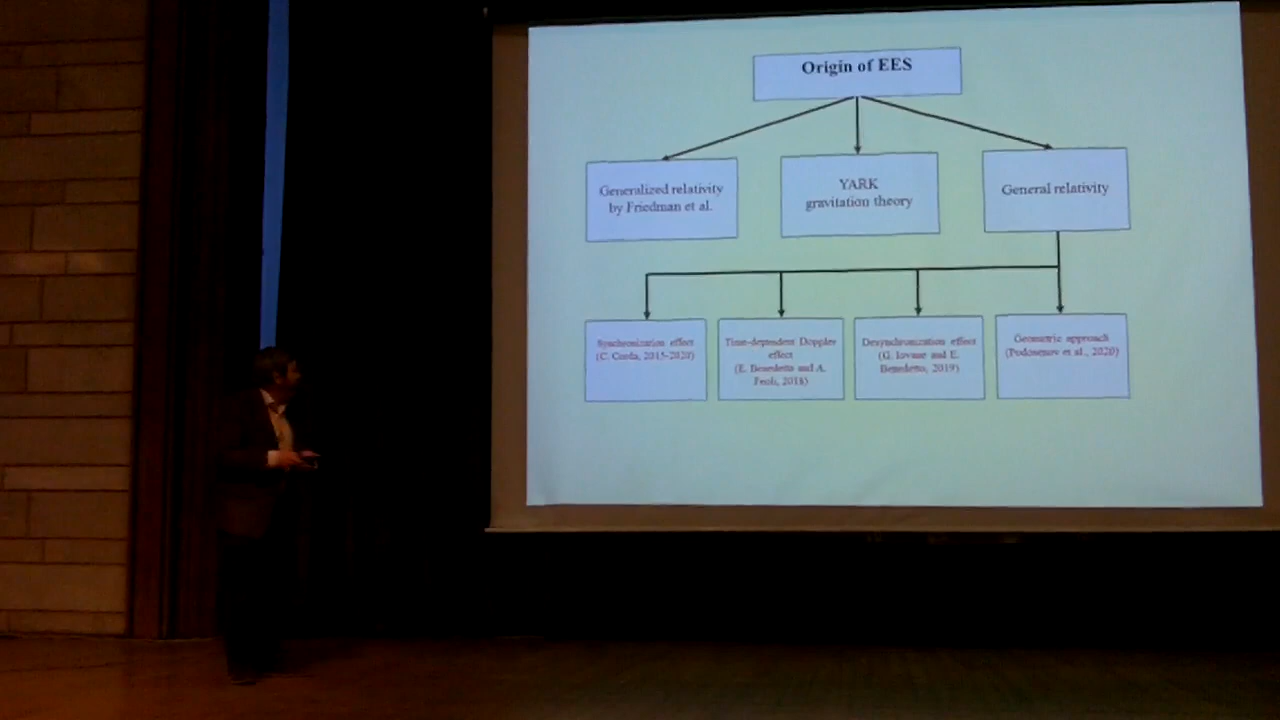 Origin of EES
Generalized relativity
by Friedman et al.
YARK
gravitation theory
General relativity
Synchronization effect
(C. Corda, 2015-2020)
Time-dependent Doppler
effect
(E. Benedetto and A.
Feoli, 2018)
Desynchronization effect
(G. Iovane and E.
Benedetto, 2019)
Geometric approach
(Podosenov et al., 2020)